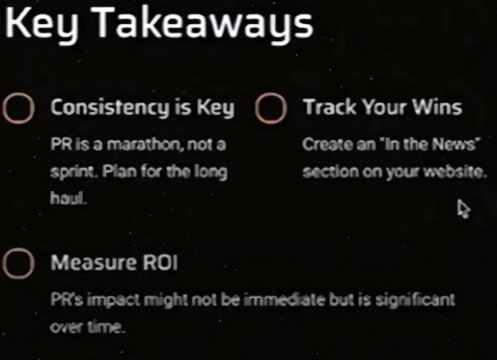 Key Takeaways
Consistency is Key
PR is a marathon, not a
sprint. Plan for the long
haul.
Track Your Wins
Create an "In the News"
section on your website.
Measure ROI
PR's impact might not be immediate but is significant
over time.